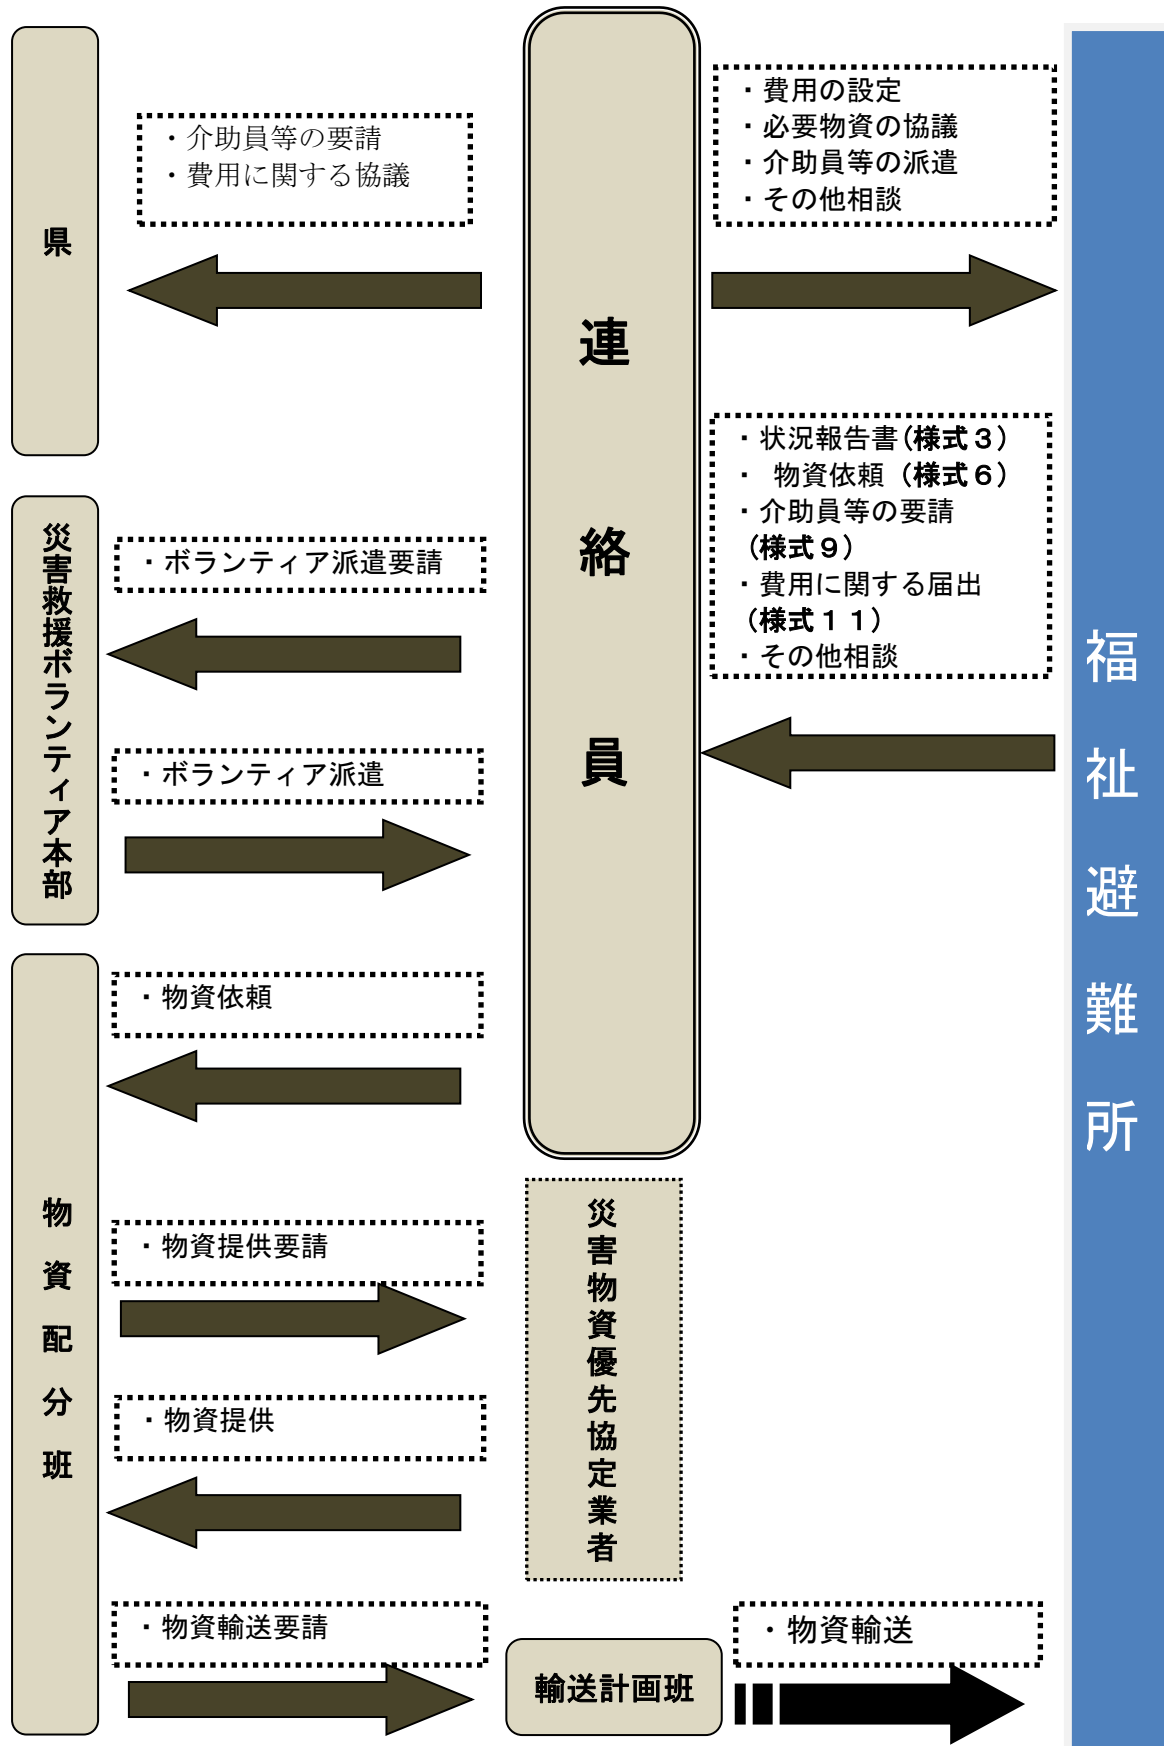 県
・介助員等の要請
・費用に関する協議
連絡員
・費用の設定
・必要物資の協議
・介助員等の派遣
・その他相談
・状況報告書(様式３)
・ 物資依頼（様式６）
・介助員等の要請
（様式９）
・費用に関する届出
（様式１１）
・その他相談
福祉避難所
災害救援ボランティア本部
・ボランティア派遣要請
・ボランティア派遣
物資配分班
・物資依頼
・物資提供要請
・物資提供
・物資輸送要請
災害物資優先協定業者
輸送計画班
・物資輸送